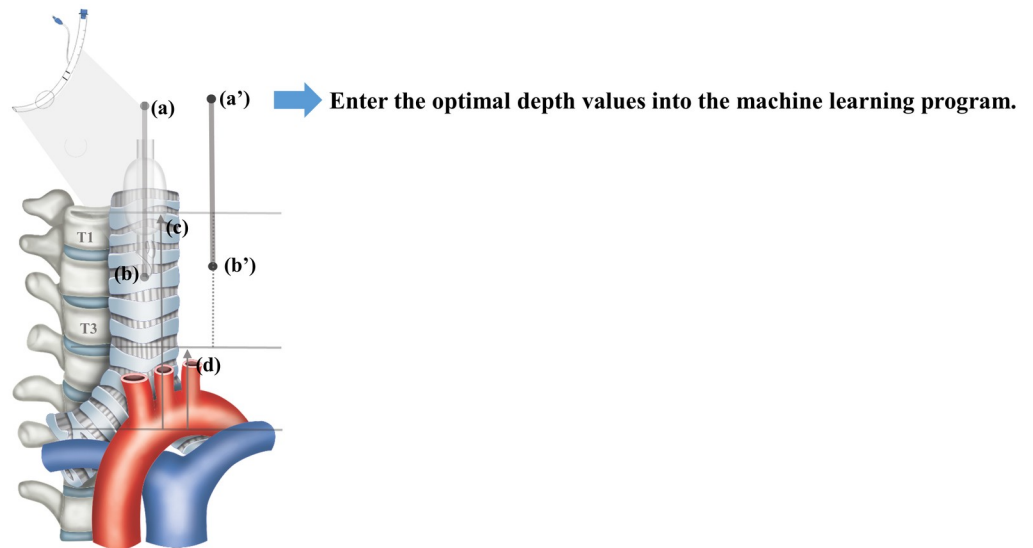 (a)
(a’)
Enter the optimal depth values into the machine learning program.
T1
(c)
(b)
(b’)
T3
(d)